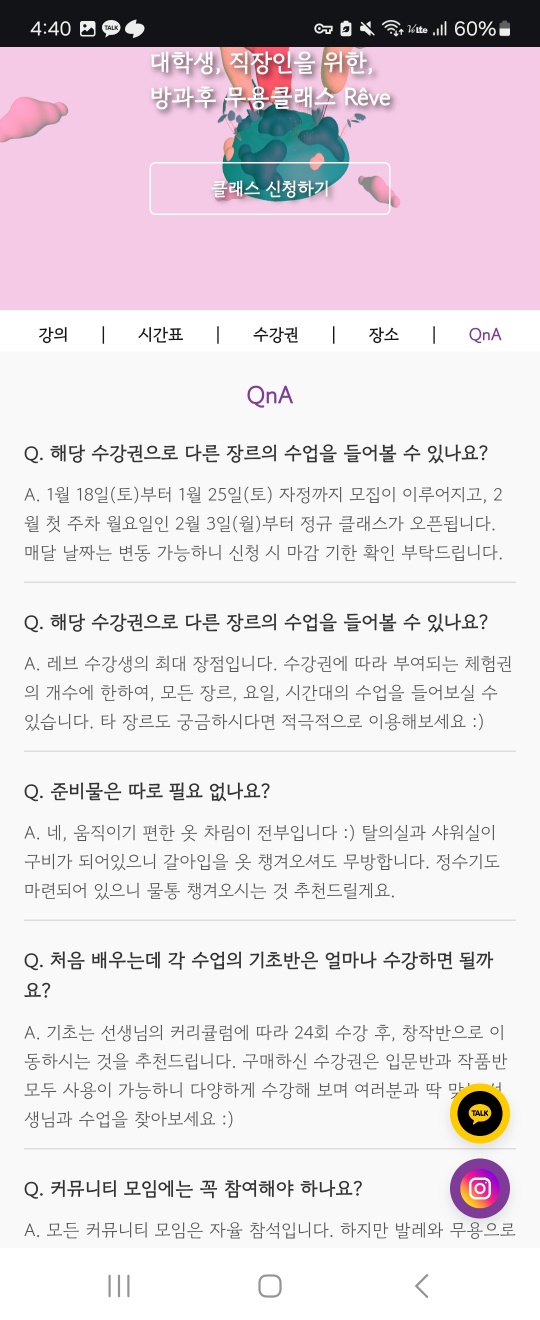 4:40 TALK Volte 60%
대학생, 직장인을 위한,
방과후 무용클래스 Rêve
클래스 신청하기
강의 | 시간표 | 수강권 | 장소 | QnA
QnA
Q. 해당 수강권으로 다른 장르의 수업을 들어볼 수 있나요?
A. 1월 18일(토)부터 1월 25일(토) 자정까지 모집이 이루어지고, 2
월 첫 주차 월요일인 2월 3일(월)부터 정규 클래스가 오픈됩니다.
매달 날짜는 변동 가능하니 신청 시 마감 기한 확인 부탁드립니다.
Q. 해당 수강권으로 다른 장르의 수업을 들어볼 수 있나요?
A. 레브 수강생의 최대 장점입니다. 수강권에 따라 부여되는 체험권
의 개수에 한하여, 모든 장르, 요일, 시간대의 수업을 들어보실 수
있습니다. 타 장르도 궁금하시다면 적극적으로 이용해보세요 :)
Q. 준비물은 따로 필요 없나요?
A. 네, 움직이기 편한 옷 차림이 전부입니다 :) 탈의실과 샤워실이
구비가 되어있으니 갈아입을 옷 챙겨오셔도 무방합니다. 정수기도
마련되어 있으니 물통 챙겨오시는 것 추천드릴게요.
Q. 처음 배우는데 각 수업의 기초반은 얼마나 수강하면 될까
요?
A. 기초는 선생님의 커리큘럼에 따라 24회 수강 후, 창작반으로 이
동하시는 것을 추천드립니다. 구매하신 수강권은 입문반과 작품반
모두 사용이 가능하니 다양하게 수강해 보며 여러분과 딱 선
생님과 수업을 찾아보세요 :)
TALK
Q. 커뮤니티 모임에는 꼭 참여해야 하나요?
A. 모든 커뮤니티 모임은 자율 참석입니다. 하지만 발레와 무용으로